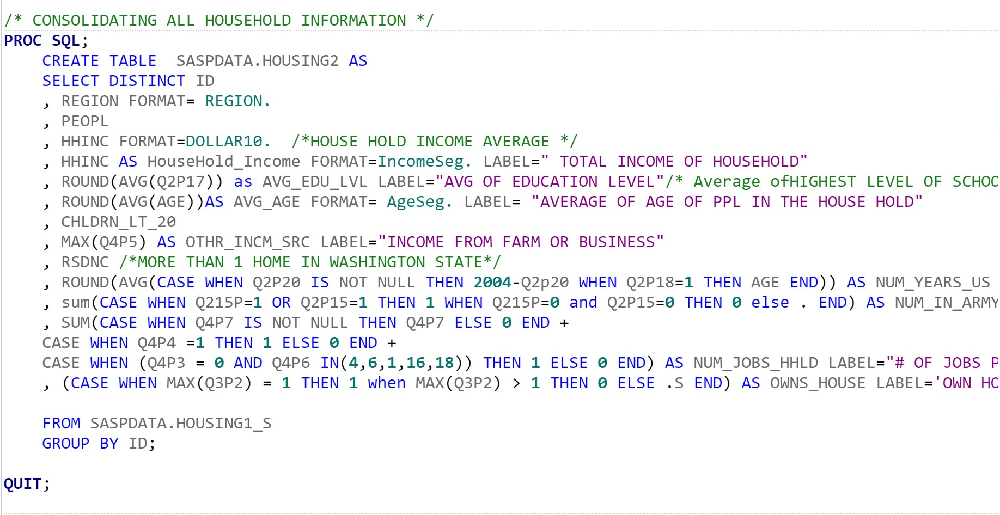 /* CONSOLIDATING ALL HOUSEHOLD INFORMATION */
PROC SQL;
CREATE TABLE  SASPDATA.HOUSING2 AS
SELECT DISTINCT ID
, REGION FORMAT= REGION.
, PEOPL
, HHINC FORMAT=DOLLAR10.  /*HOUSE HOLD INCOME AVERAGE */
, HHINC AS HouseHold_Income FORMAT=IncomeSeg. LABEL=" TOTAL INCOME OF HOUSEHOLD"
, ROUND(AVG(Q2P17)) as AVG_EDU_LVL LABEL="AVG OF EDUCATION LEVEL"/* Average ofHIGHEST LEVEL OF SCHOO
, ROUND(AVG(AGE))AS AVG_AGE FORMAT= AgeSeg. LABEL= "AVERAGE OF AGE OF PPL IN THE HOUSE HOLD"
, CHLDRN_LT_20
, MAX(Q4P5) AS OTHR_INCM_SRC LABEL="INCOME FROM FARM OR BUSINESS"
, RSDNC /*MORE THAN 1 HOME IN WASHINGTON STATE*/
, ROUND(AVG(CASE WHEN Q2P20 IS NOT NULL THEN 2004-Q2p20 WHEN Q2P18=1 THEN AGE END)) AS NUM_YEARS_US
, sum(CASE WHEN Q215P=1 OR Q2P15=1 THEN 1 WHEN Q215P=0 and Q2P15=0 THEN 0 else . END) AS NUM_IN_ARMY
, SUM(CASE WHEN Q4P7 IS NOT NULL THEN Q4P7 ELSE 0 END +
CASE WHEN Q4P4 =1 THEN 1 ELSE 0 END +
CASE WHEN (Q4P3 = 0 AND Q4P6 IN(4,6,1,16,18)) THEN 1 ELSE 0 END) AS NUM_JOBS_HHLD LABEL="# OF JOBS P
, (CASE WHEN MAX(Q3P2) = 1 THEN 1 when MAX(Q3P2) > 1 THEN 0 ELSE .S END) AS OWNS_HOUSE LABEL='OWN HO
FROM SASPDATA.HOUSING1_S
GROUP BY ID;
QUIT;